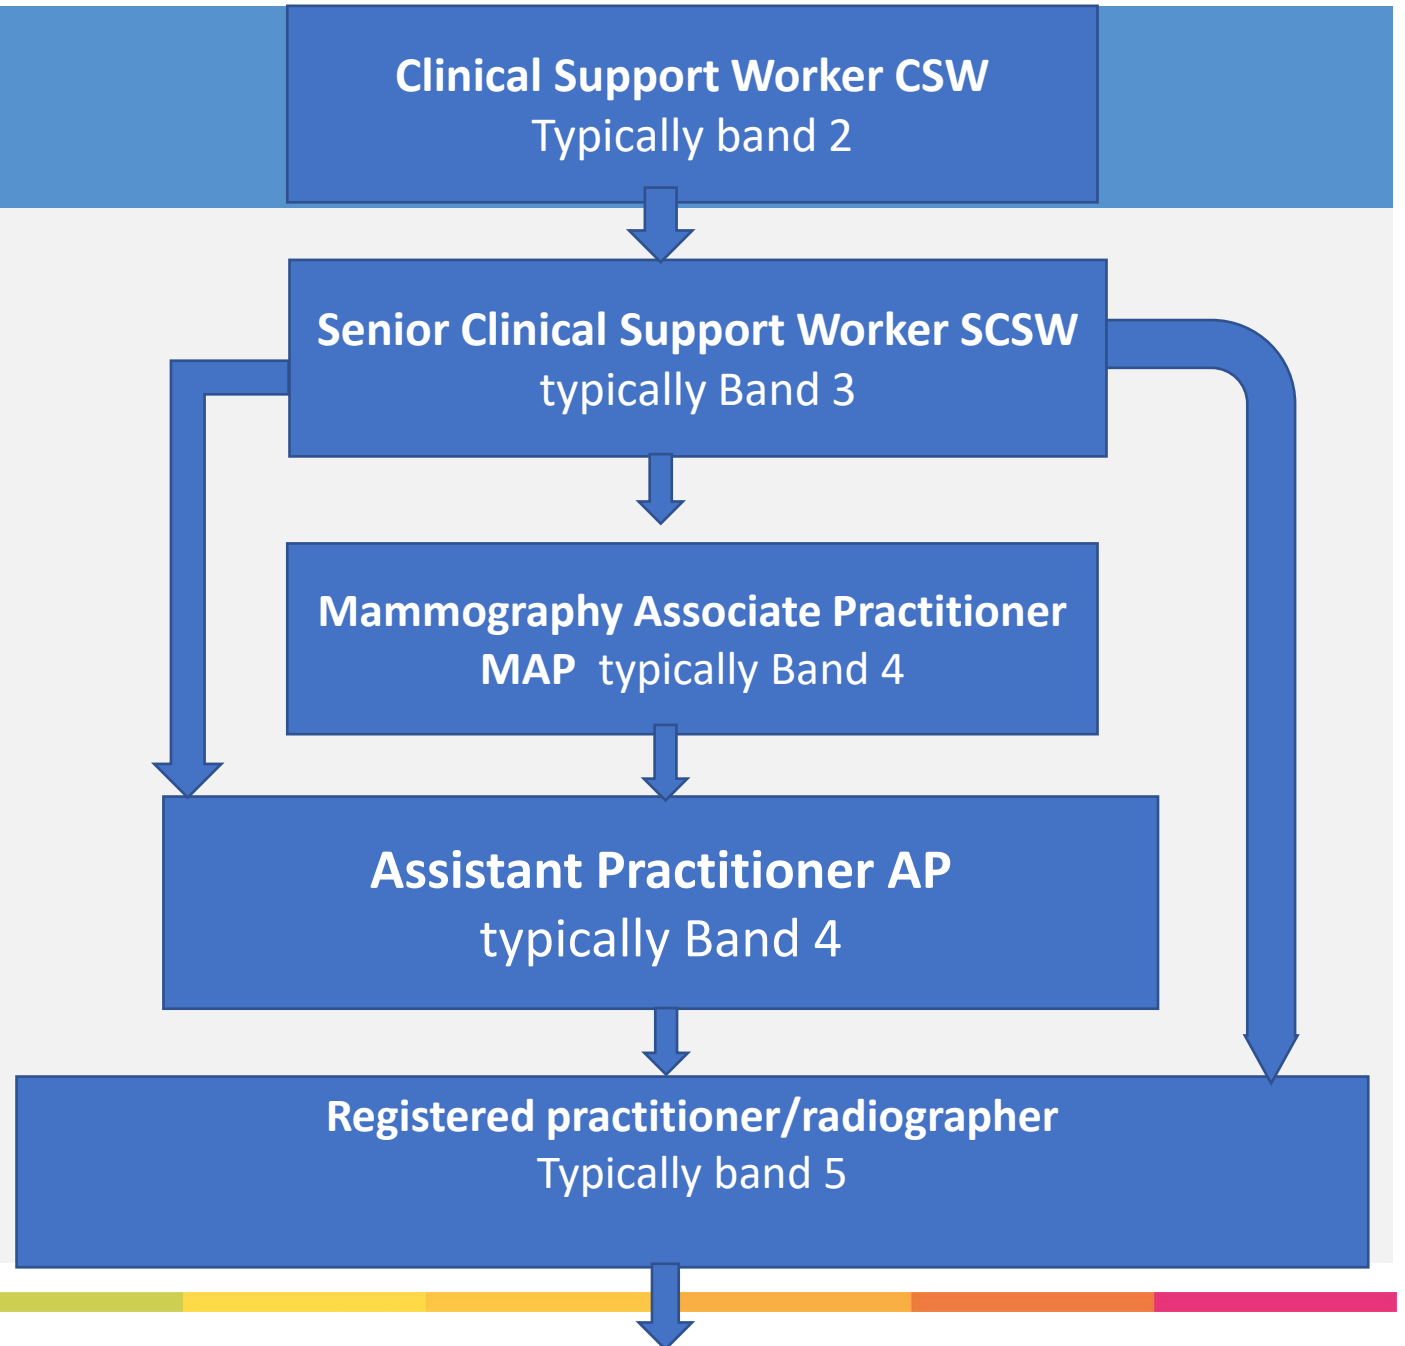 Clinical Support Worker CSW
Typically band 2
Senior Clinical Support Worker SCSW
typically Band 3
Mammography Associate Practitioner
MAP typically Band 4
Assistant Practitioner AP
typically Band 4
Registered practitioner/radiographer
Typically band 5